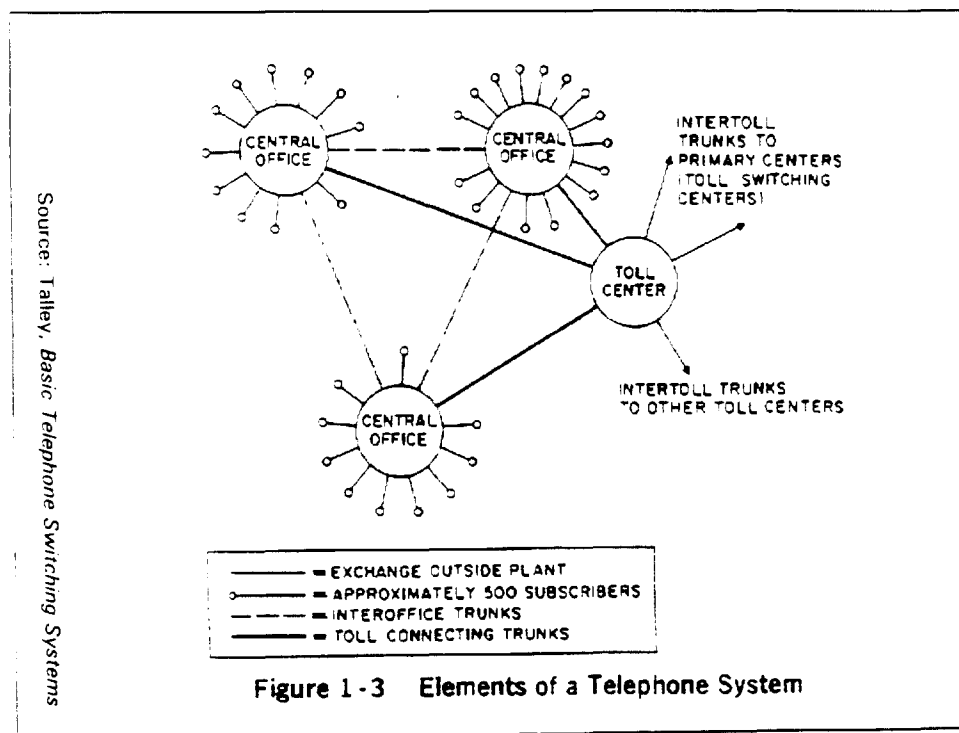 CENTRAL
OFFICE
CENTRAL
OFFICE
INTERTOLL
TRUNKS TO
PRIMARY CENTERS
(TOLL SWITCHING
CENTERS)
TOLL
CENTER
INTERTOLL TRUNKS
TO OTHER TOLL CENTERS
CENTRAL
OFFICE
= EXCHANGE OUTSIDE PLANT
= APPROXIMATELY 500 SUBSCRIBERS
= INTEROFFICE TRUNKS
= TOLL CONNECTING TRUNKS
Figure 1-3 Elements of a Telephone System
Source: Talley, Basic Telephone Switching Systems